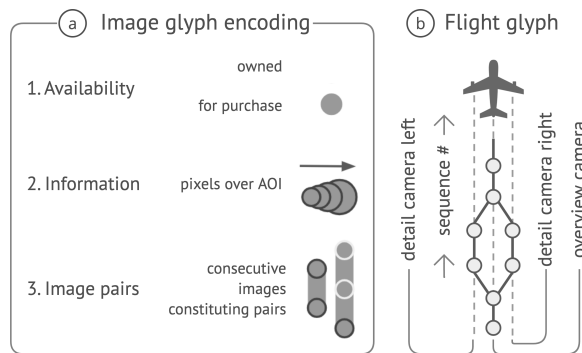 a Image glyph encoding
1. Availability
owned
for purchase
2. Information
pixels over AOI
3. Image pairs
consecutive
images
constituting pairs
b Flight glyph
detail camera left
sequence #
detail camera right
overview camera